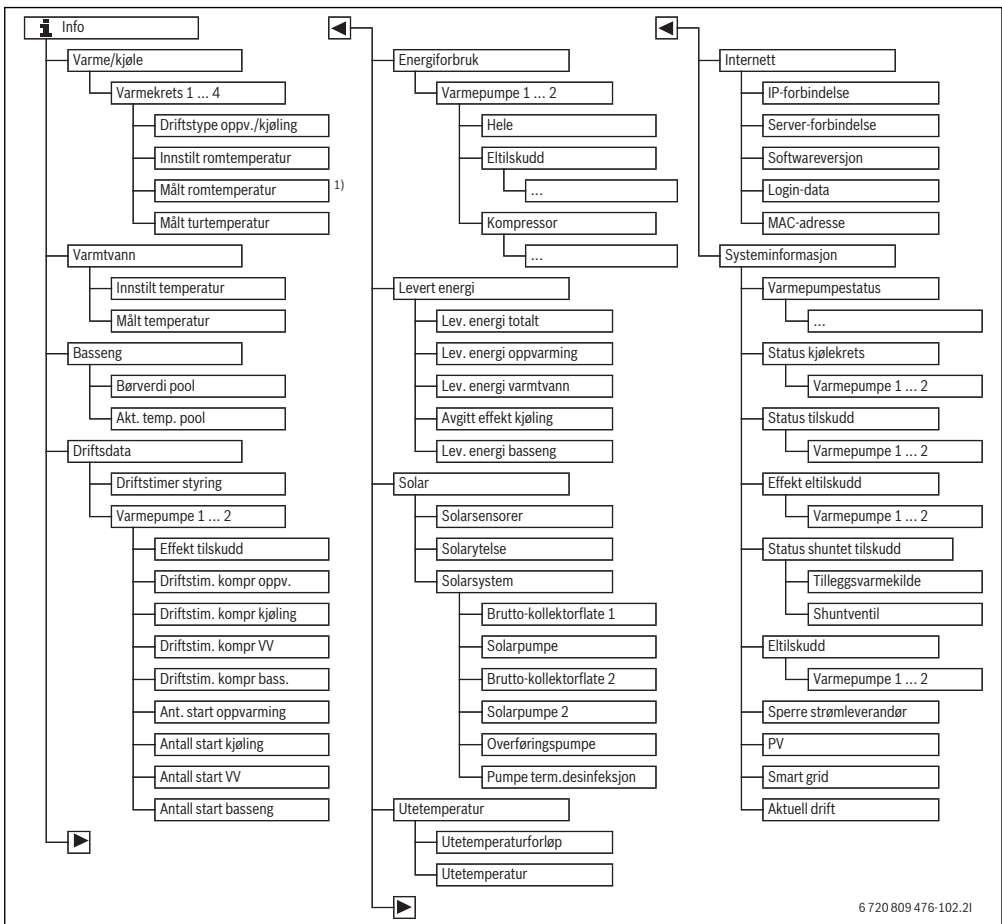 Info
Varme/kjøle
Varmekrets 1 ... 4
Driftstype oppv./kjøling
Innstilt romtemperatur
Målt romtemperatur 1)
Målt turtemperatur
Varmtvann
Innstilt temperatur
Målt temperatur
Basseng
Børverdi pool
Akt. temp. pool
Driftsdata
Driftstimer styring
Varmepumpe 1 ... 2
Effekt tilskudd
Driftstim. kompr oppv.
Driftstim. kompr kjøling
Driftstim. kompr VV
Driftstim. kompr bass.
Ant. start oppvarming
Antall start kjøling
Antall start VV
Antall start basseng
Energiforbruk
Varmepumpe 1 ... 2
Hele
Eltilskudd
...
Kompressor
...
Levert energi
Lev. energi totalt
Lev. energi oppvarming
Lev. energi varmtvann
Avgitt effekt kjøling
Lev. energi basseng
Solar
Solarsensorer
Solarytelse
Solarsystem
Brutto-kollektorflate 1
Solarpumpe
Brutto-kollektorflate 2
Solarpumpe 2
Overføringspumpe
Pumpe term.desinfeksjon
Utetemperatur
Utetemperaturforløp
Utetemperatur
Internett
IP-forbindelse
Server-forbindelse
Softwareversjon
Login-data
MAC-adresse
Systeminformasjon
Varmepumpestatus
...
Status kjølekrets
Varmepumpe 1 ... 2
Status tilskudd
Varmepumpe 1 ... 2
Effekt eltilskudd
Varmepumpe 1 ... 2
Status shuntet tilskudd
Tilleggsvarmekilde
Shuntventil
Eltilskudd
Varmepumpe 1 ... 2
Sperre strømleverandør
PV
Smart grid
Aktuell drift
6 720 809 476-102.2I